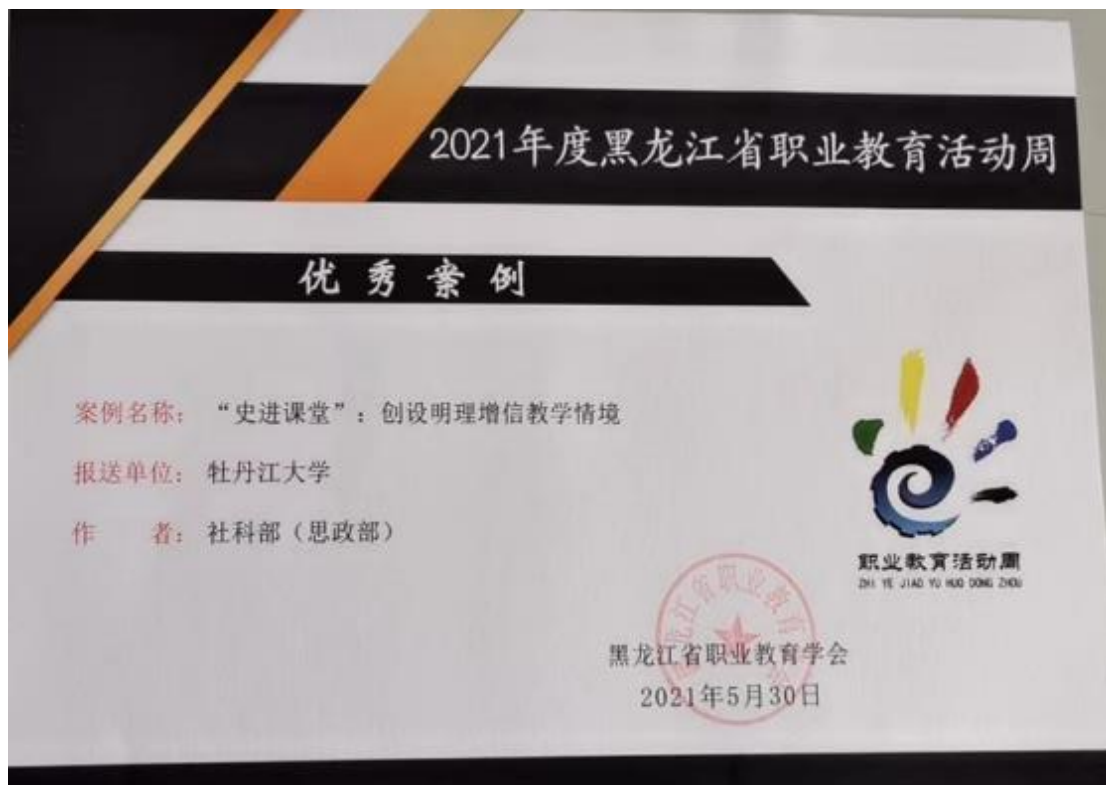 2021年度黑龙江省职业教育活动周
优秀案例
案例名称：“史进课堂”：创设明理增信教学情境
报送单位：牡丹江大学
作 者：社科部（思政部）
职业教育活动周
ZHI YE JIAO YU HUO DONG ZHOU
黑龙江省职业教育学会
2021年5月30日